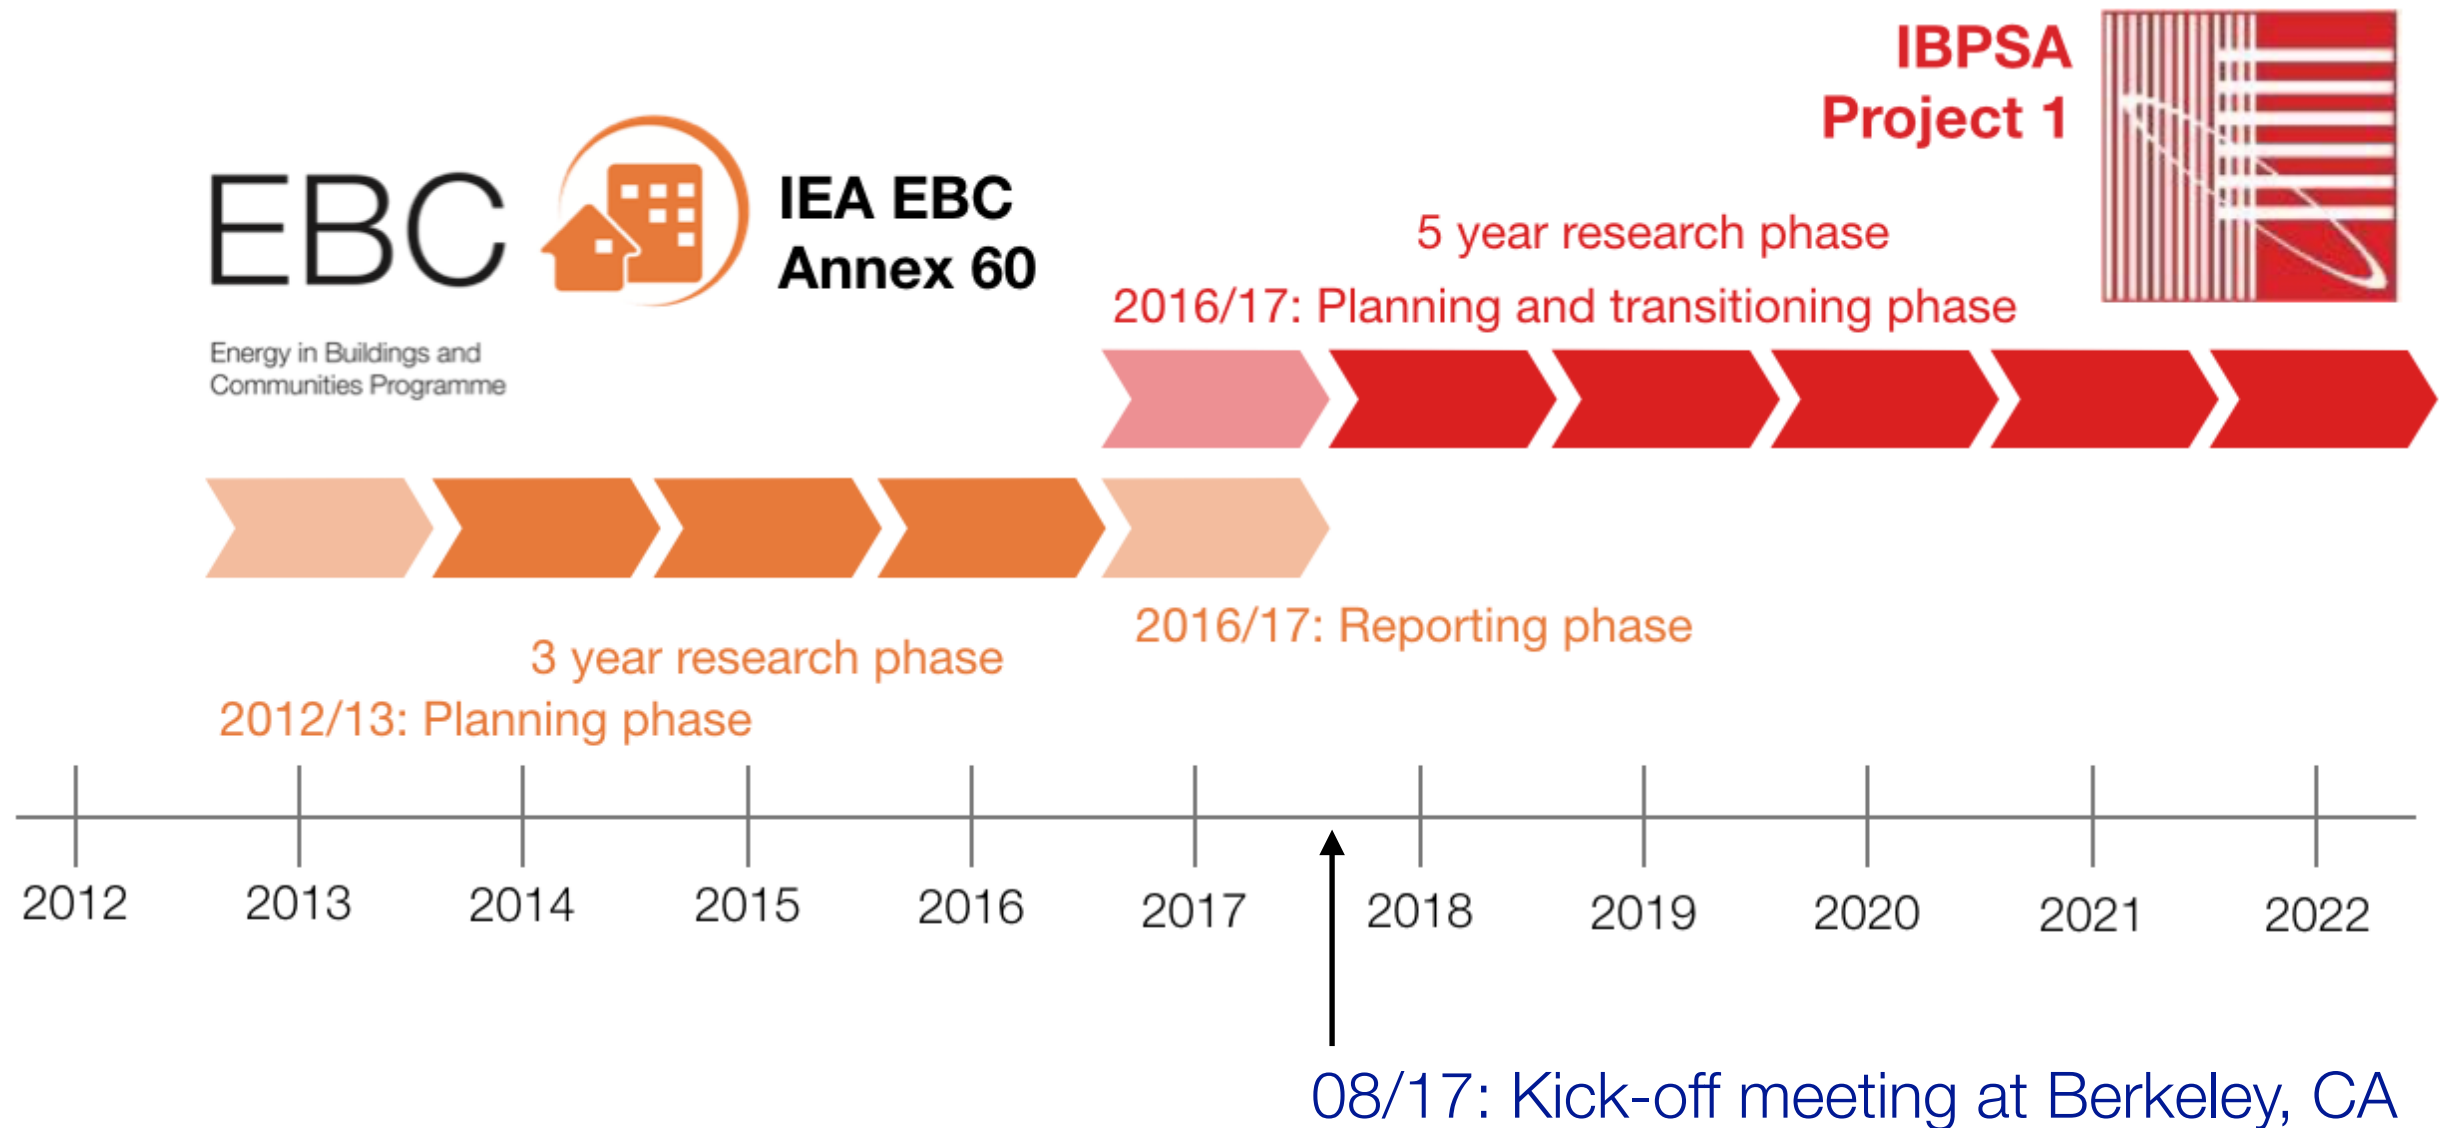 IBPSA
Project 1
EBC
IEA EBC
Annex 60
Energy in Buildings and
Communities Programme
5 year research phase
2016/17: Planning and transitioning phase
2016/17: Reporting phase
3 year research phase
2012/13: Planning phase
2012 2013 2014 2015 2016 2017 2018 2019 2020 2021 2022
08/17: Kick-off meeting at Berkeley, CA